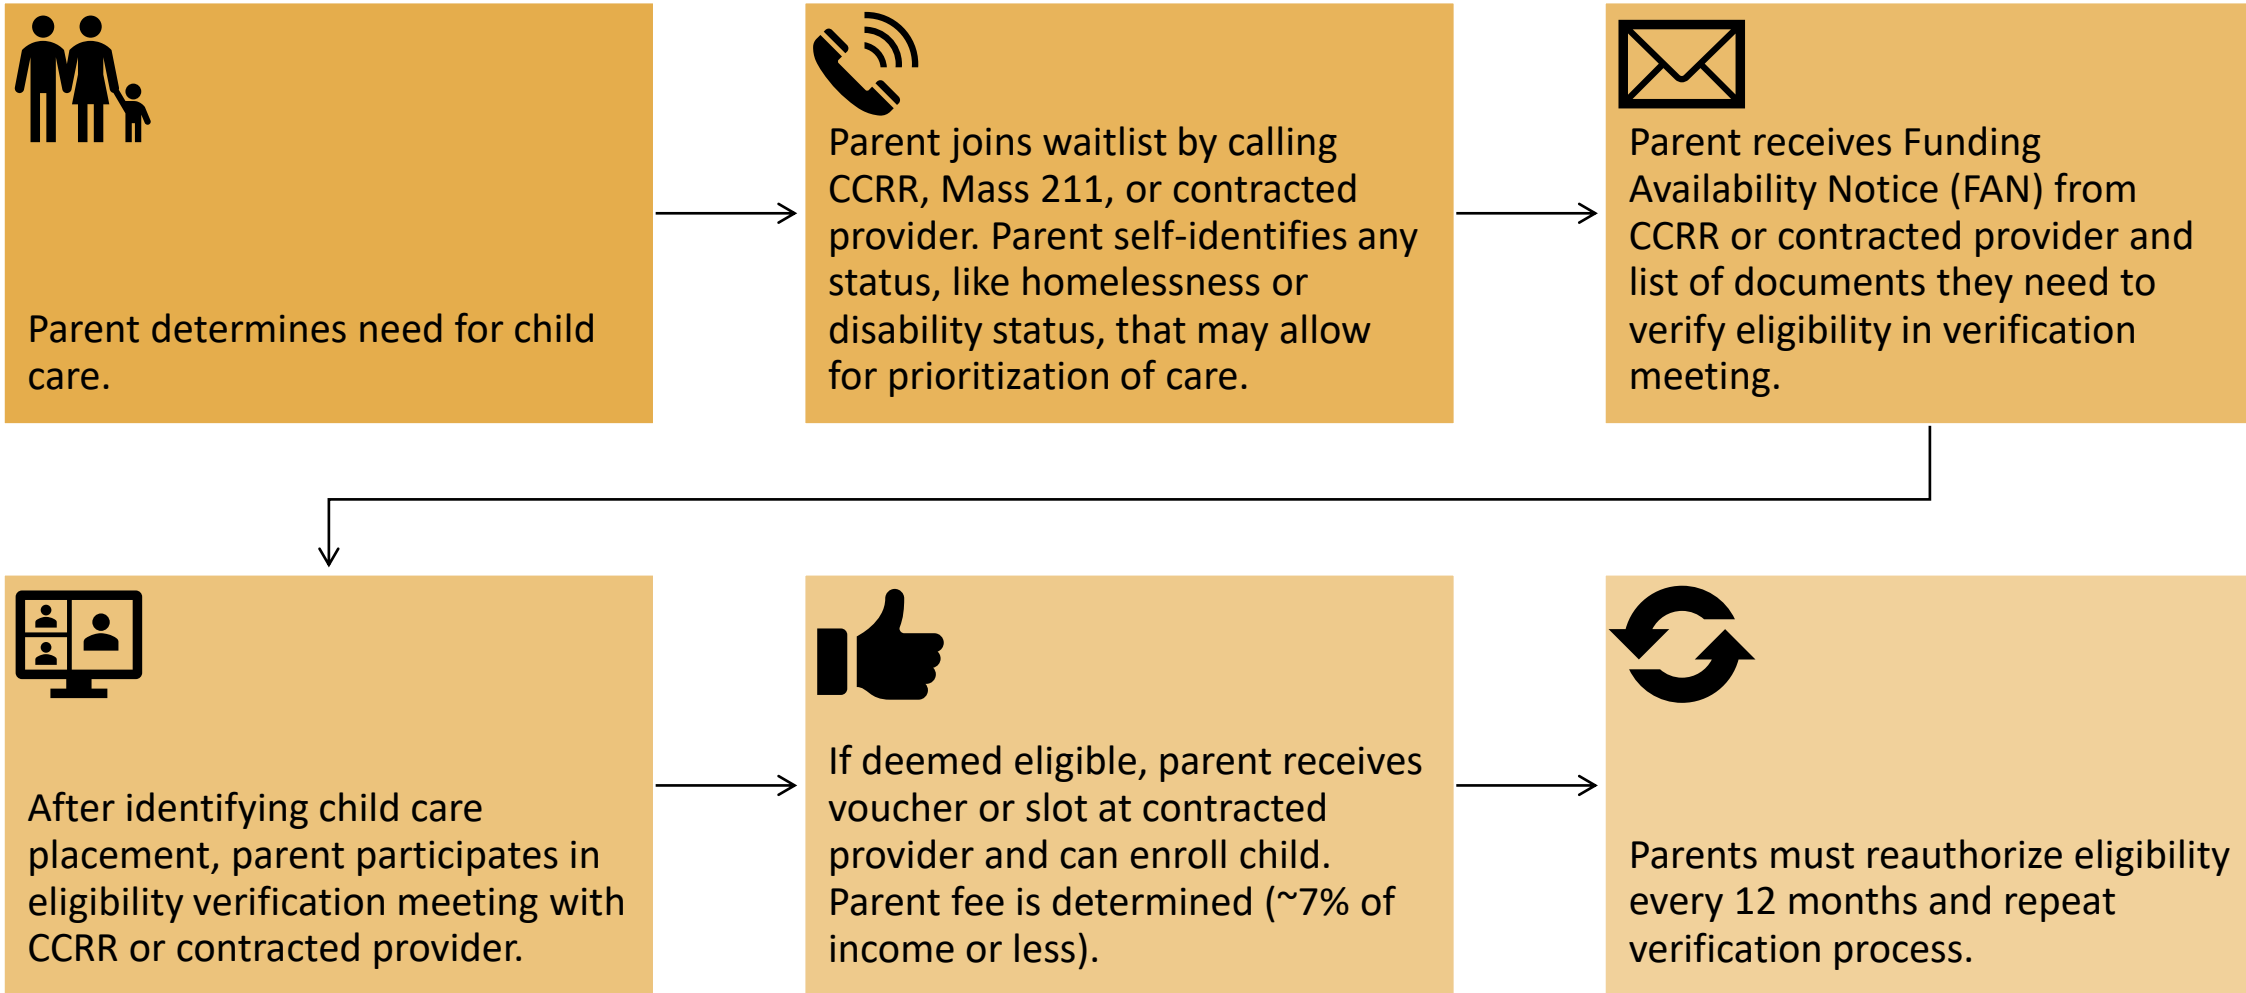 Parent determines need for child
care.
Parent joins waitlist by calling
CCRR, Mass 211, or contracted
provider. Parent self-identifies any
status, like homelessness or
disability status, that may allow
for prioritization of care.
Parent receives Funding
Availability Notice (FAN) from
CCRR or contracted provider and
list of documents they need to
verify eligibility in verification
meeting.
After identifying child care
placement, parent participates in
eligibility verification meeting with
CCRR or contracted provider.
If deemed eligible, parent receives
voucher or slot at contracted
provider and can enroll child.
Parent fee is determined (~7% of
income or less).
Parents must reauthorize eligibility
every 12 months and repeat
verification process.